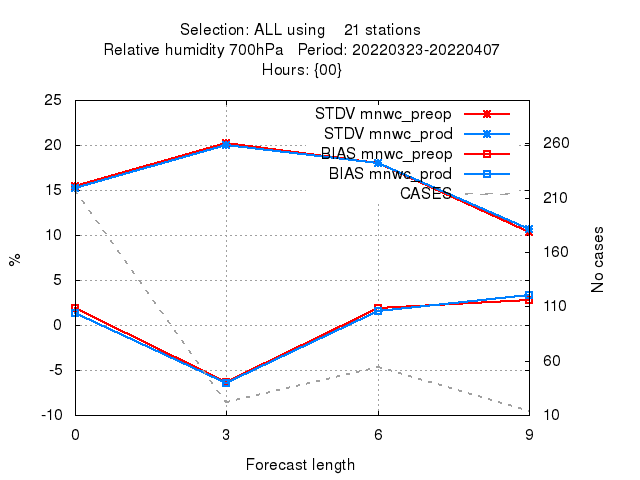 Selection: ALL using    21 stations
Relative humidity 700hPa   Period: 20220323-20220407
Hours: {00}
25
20
15
10
5
0
-5
-10
%
STDV mnwc_preop
STDV mnwc_prod
BIAS mnwc_preop
BIAS mnwc_prod
CASES
260
210
160
110
60
10
No cases
0 3 6 9
Forecast length